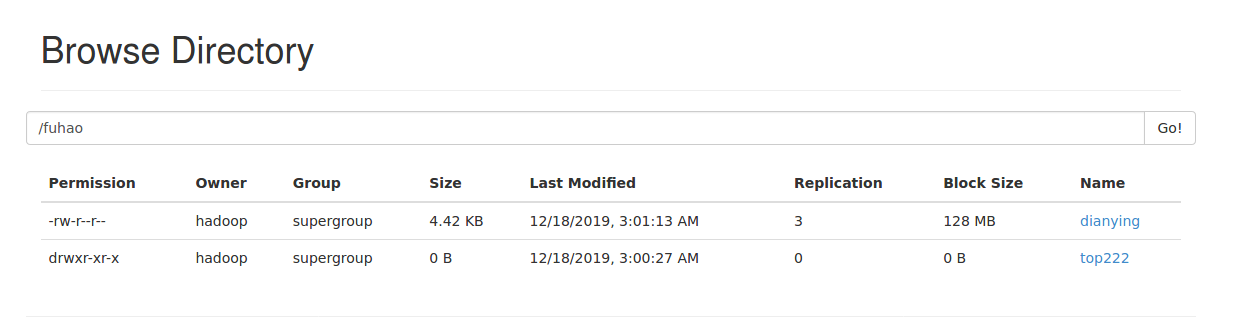 Browse Directory
/fuhao Go!
Permission Owner Group Size Last Modified Replication Block Size Name
-rw-r--r-- hadoop supergroup 4.42 KB 12/18/2019, 3:01:13 AM 3 128 MB dianying
drwxr-xr-x hadoop supergroup 0 B 12/18/2019, 3:00:27 AM 0 0 B top222